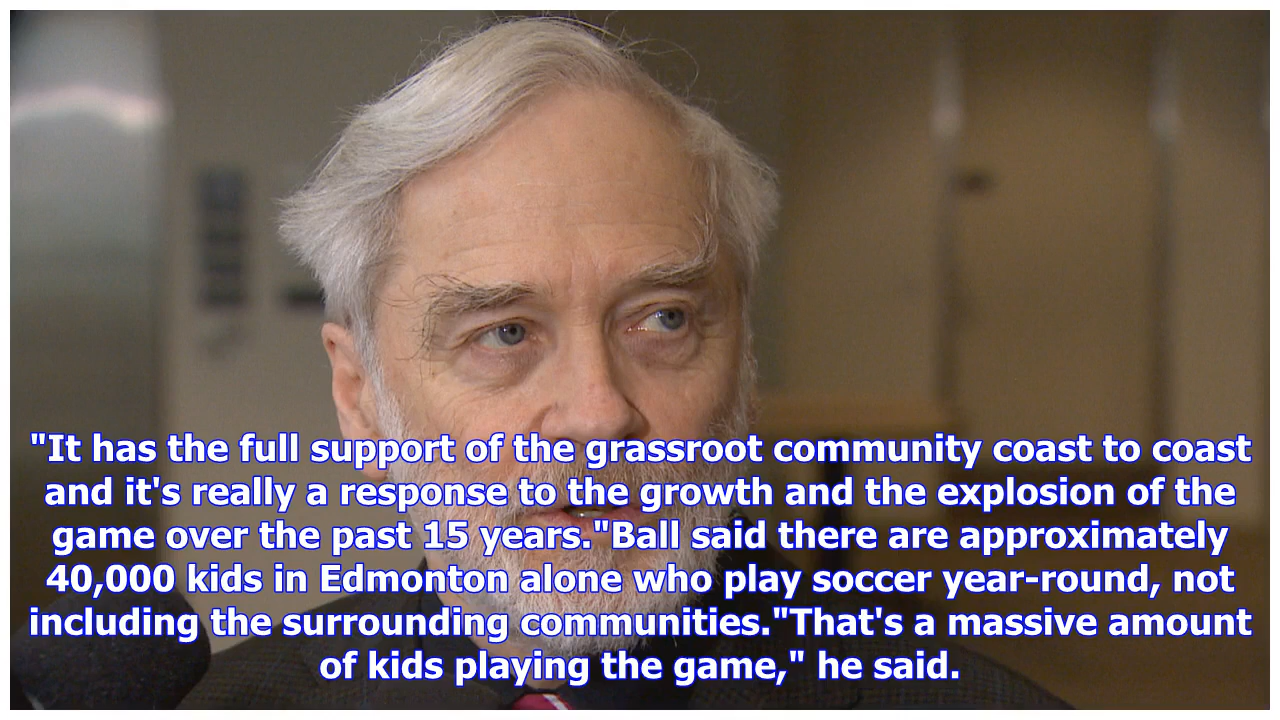 "It has the full support of the grassroot community coast to coast
and it's really a response to the growth and the explosion of the
game over the past 15 years."Ball said there are approximately
40,000 kids in Edmonton alone who play soccer year-round, not
including the surrounding communities."That's a massive amount
of kids playing the game," he said.